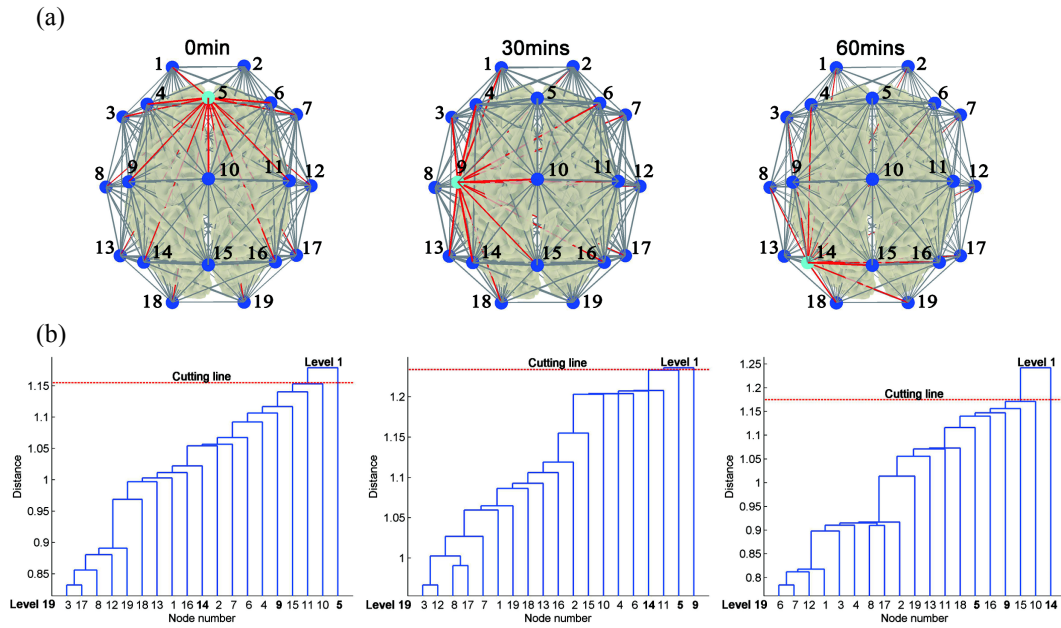 (a)
0min 30mins 60mins
1 2 1 2 1 2
4 5 6 4 5 6 4 5 6
3 7 3 7 3 7
8 9 10 11 12 8 9 10 11 12 8 9 10 11 12
13 14 15 16 17 13 14 15 16 17 13 14 15 16 17
18 19 18 19 18 19
(b)
Level 1
Cutting line
1.15
1.1
1.05
1
0.95
0.9
0.85
Distance
Level 19 3 17 8 12 19 18 13 1 16 14 2 7 6 4 9 15 11 10 5
Node number
Level 1
Cutting line
1.2
1.15
1.1
1.05
1
Distance
3 12 8 17 7 1 19 18 13 16 2 15 10 4 6 14 11 5 9
Node number
Level 1
1.25
Cutting line
1.2
1.15
1.1
1.05
1
0.95
0.9
0.85
0.8
Distance
Level 19 6 7 12 1 3 4 8 17 2 19 13 11 18 5 16 9 15 10 14
Node number